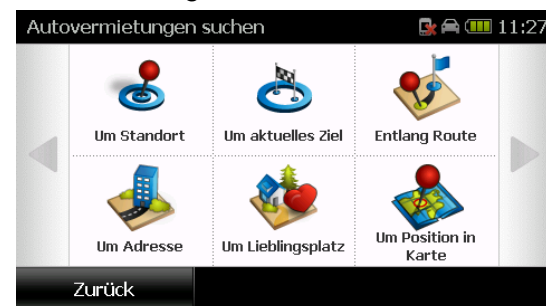 Autovermietungen suchen 11:27
Um Standort
Um aktuelles Ziel
Entlang Route
Um Adresse
Um Lieblingsplatz
Um Position in
Karte
Zurück